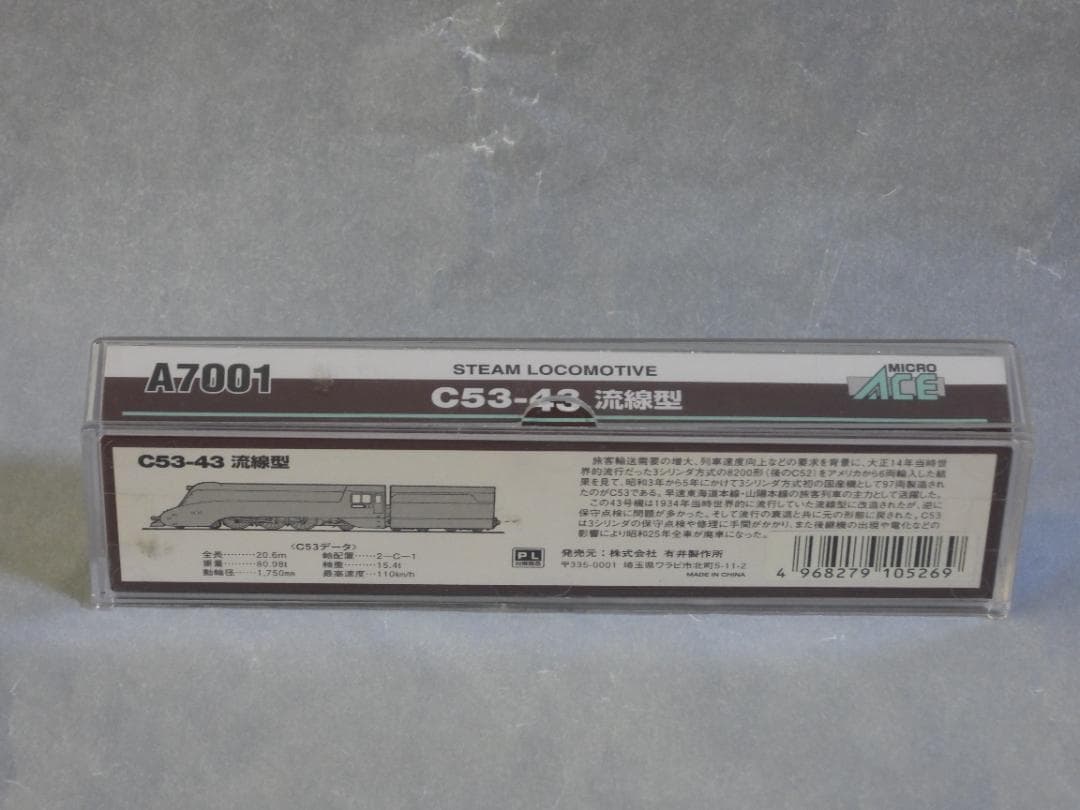 A7001
STEAM LOCOMOTIVE
C53-43 流線型
MICRO
ACE
C53-43 流線型
旅客輸送需要の増大、列車速度向上などの要求を背景に、大正14年当時世
界的流行だった3シリンダ方式の8200形(後のC52)をアメリカから6両輸入した結
果を見て、昭和3年から5年にかけて3シリンダ方式初の国産機として97両製造され
たのがC53である。早速東海道本線・山陽本線の旅客列車の主力として活躍した。
この43号機は1934年当時世界的に流行していた流線型に改造されたが、逆に
保守点検に問題が多かった。そして流行の衰退と共に元の形態に戻された。C53
は3シリンダの保守点検や修理に手間がかかり、また後継機の出現や電化などの
影響により昭和25年全車が廃車になった。
〈C53データ〉
全長………20.6m 軸配置………2-C-1
重量………80.98t 軸重………15.4t
動輪径……1,750mm 最高速度…110km/h
PL
発売元:株式会社 有井製作所
〒335-0001 埼玉県ワラビ市北町5-11-2
MADE IN CHINA
4 968279 105269